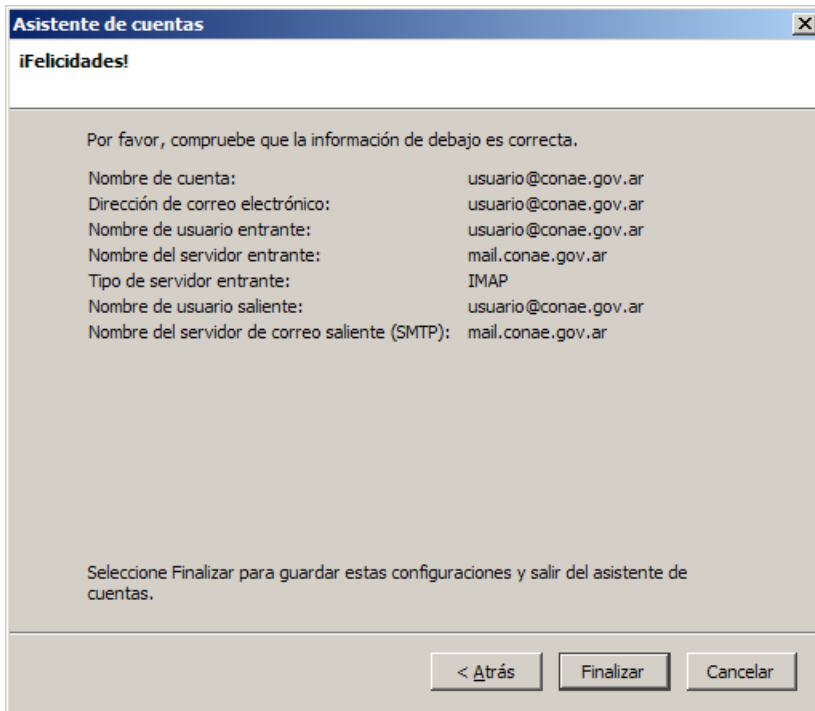 Asistente de cuentas
¡Felicidades!
Por favor, compruebe que la información de debajo es correcta.
Nombre de cuenta: usuario@conae.gov.ar
Dirección de correo electrónico: usuario@conae.gov.ar
Nombre de usuario entrante: usuario@conae.gov.ar
Nombre del servidor entrante: mail.conae.gov.ar
Tipo de servidor entrante: IMAP
Nombre de usuario saliente: usuario@conae.gov.ar
Nombre del servidor de correo saliente (SMTP): mail.conae.gov.ar
Seleccione Finalizar para guardar estas configuraciones y salir del asistente de
cuentas.
< Atrás Finalizar Cancelar